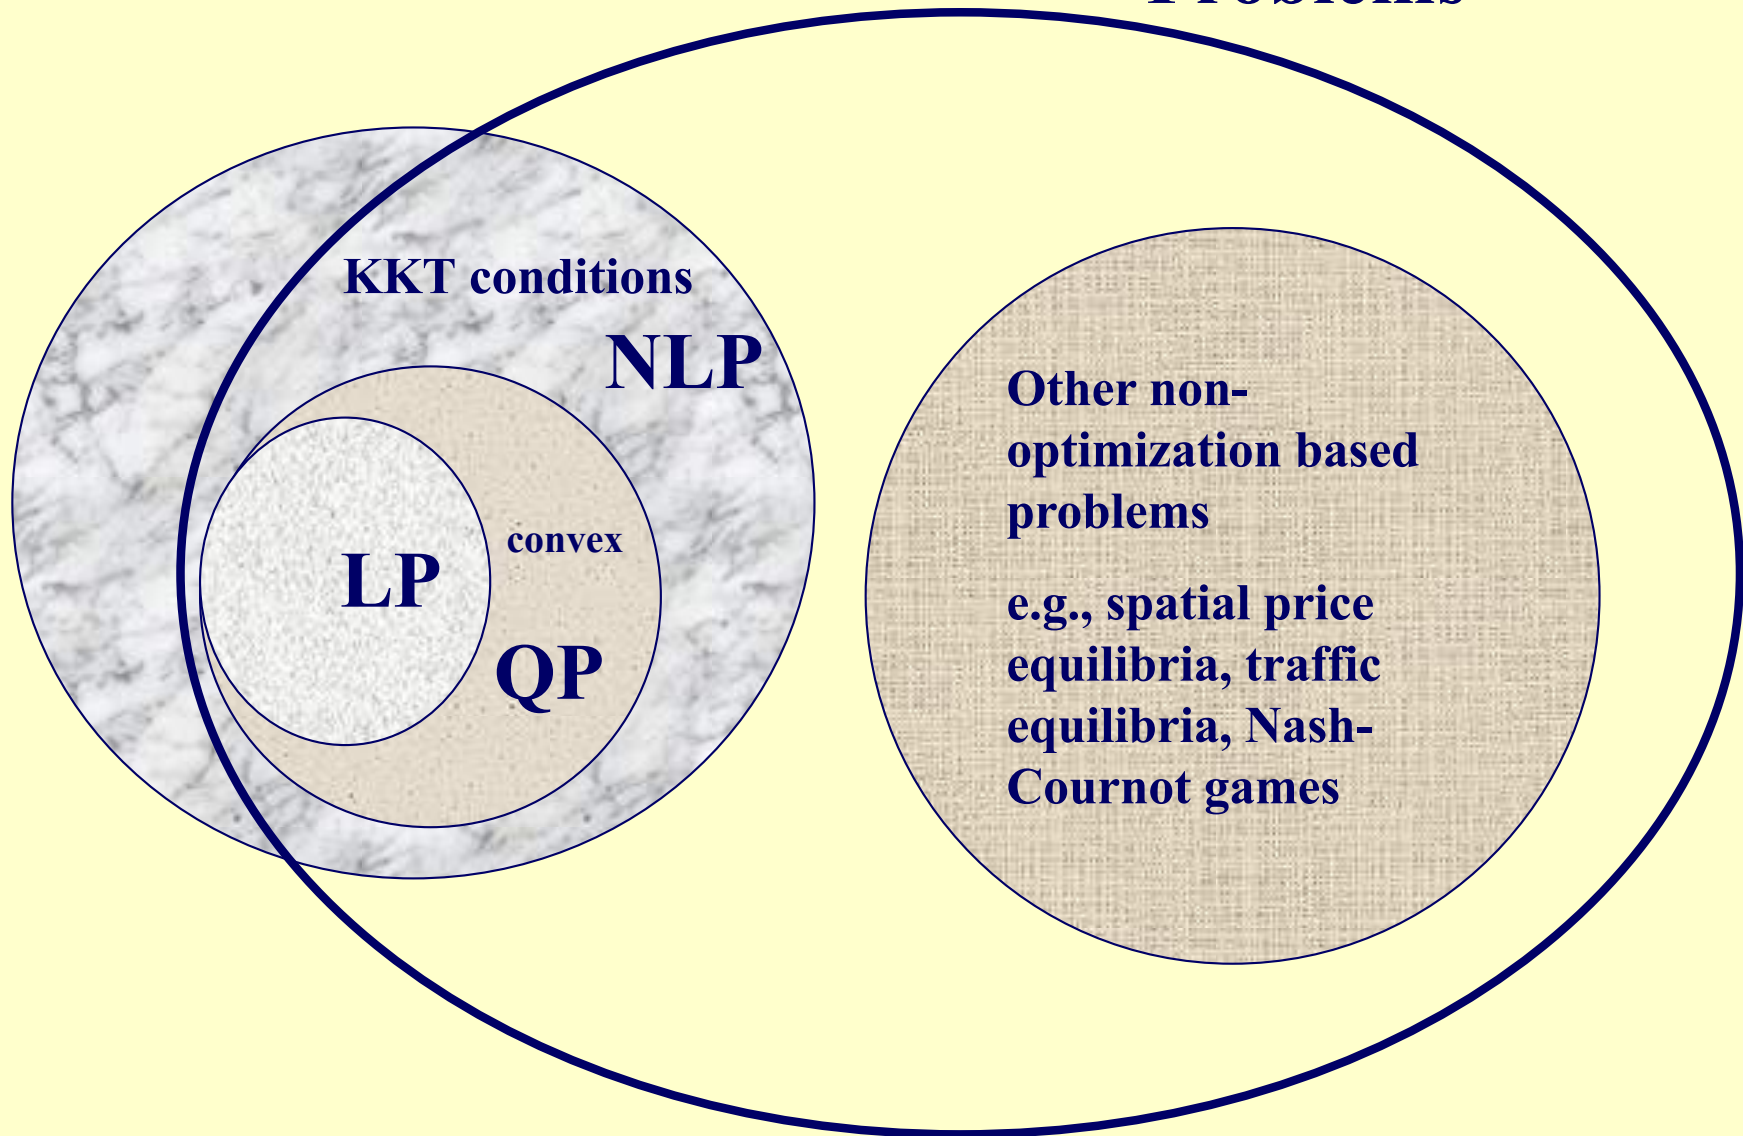 Problems
KKT conditions
NLP
Other non-
optimization based
problems
convex
LP
e.g., spatial price
QP
equilibria, traffic
equilibria, Nash-
Cournot games